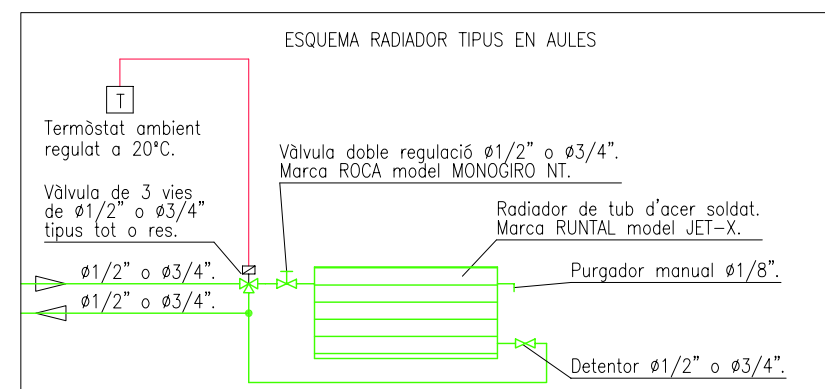 ESQUEMA RADIADOR TIPUS EN AULES
T
Termòstat ambient
regulat a 20ºC.
Vàlvula doble regulació ø1/2" o ø3/4".
Marca ROCA model MONOGIRO NT.
Vàlvula de 3 vies
de ø1/2" o ø3/4"
tipus tot o res.
Radiador de tub d'acer soldat.
Marca RUNTAL model JET-X.
ø1/2" o ø3/4".
Purgador manual ø1/8".
ø1/2" o ø3/4".
Detentor ø1/2" o ø3/4".